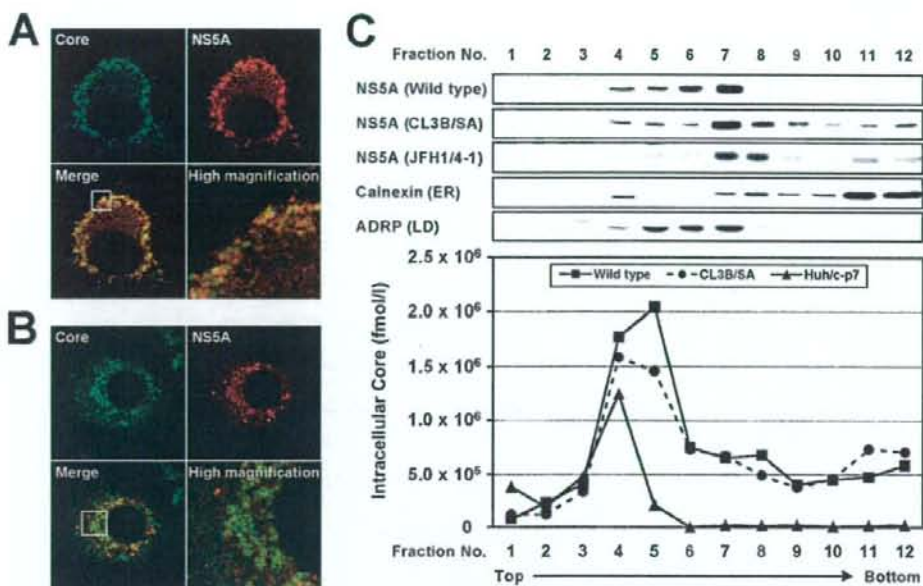 A
Core
NS5A
Merge
High magnification
B
Core
NS5A
Merge
High magnification
C
Fraction No. 1 2 3 4 5 6 7 8 9 10 11 12
NS5A (Wild type)
NS5A (CL3B/SA)
NS5A (JFH1/4-1)
Calnexin (ER)
ADRP (LD)
Wild type CL3B/SA Huh/c-p7
Intracellular Core (fmol/l)
2.5 x 10⁶
2.0 x 10⁶
1.5 x 10⁶
1.0 x 10⁶
5.0 x 10⁵
0
Fraction No. 1 2 3 4 5 6 7 8 9 10 11 12
Top Bottom